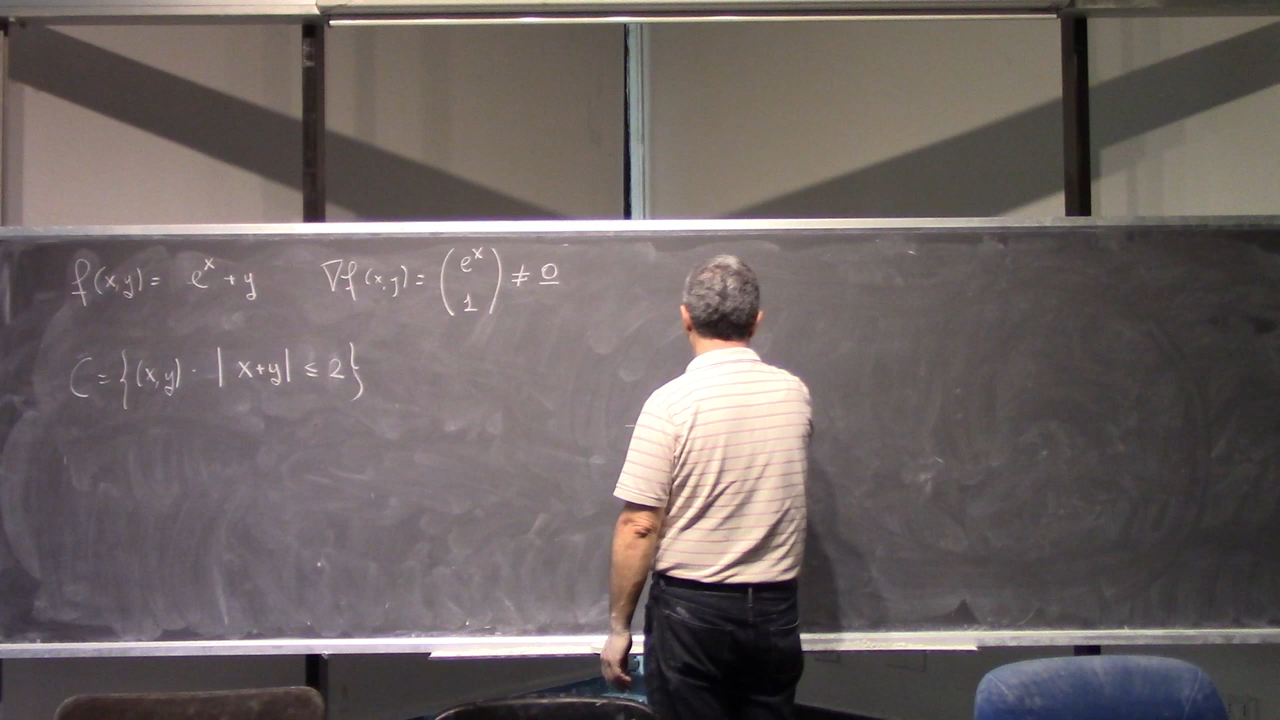 f(x,y) = e^x + y    ∇f(x,y) = (e^x 1) ≠ 0
C = {(x,y) · |x+y| ≤ 2}